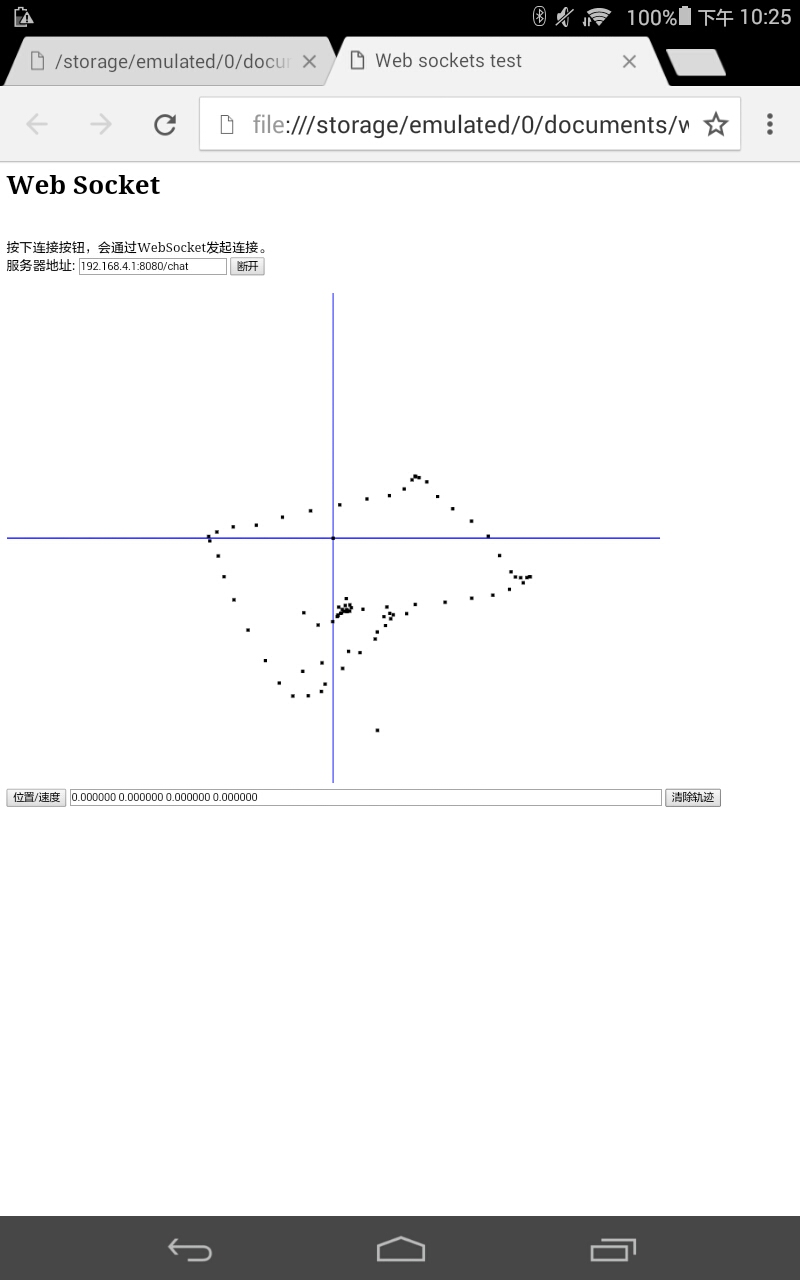 100% 下午 10:25
/storage/emulated/0/docu
Web sockets test
file:///storage/emulated/0/documents/w
Web Socket
按下连接按钮，会通过WebSocket发起连接。
服务器地址: 192.168.4.1:8080/chat 断开
位置/速度 0.000000 0.000000 0.000000 0.000000 清除轨迹